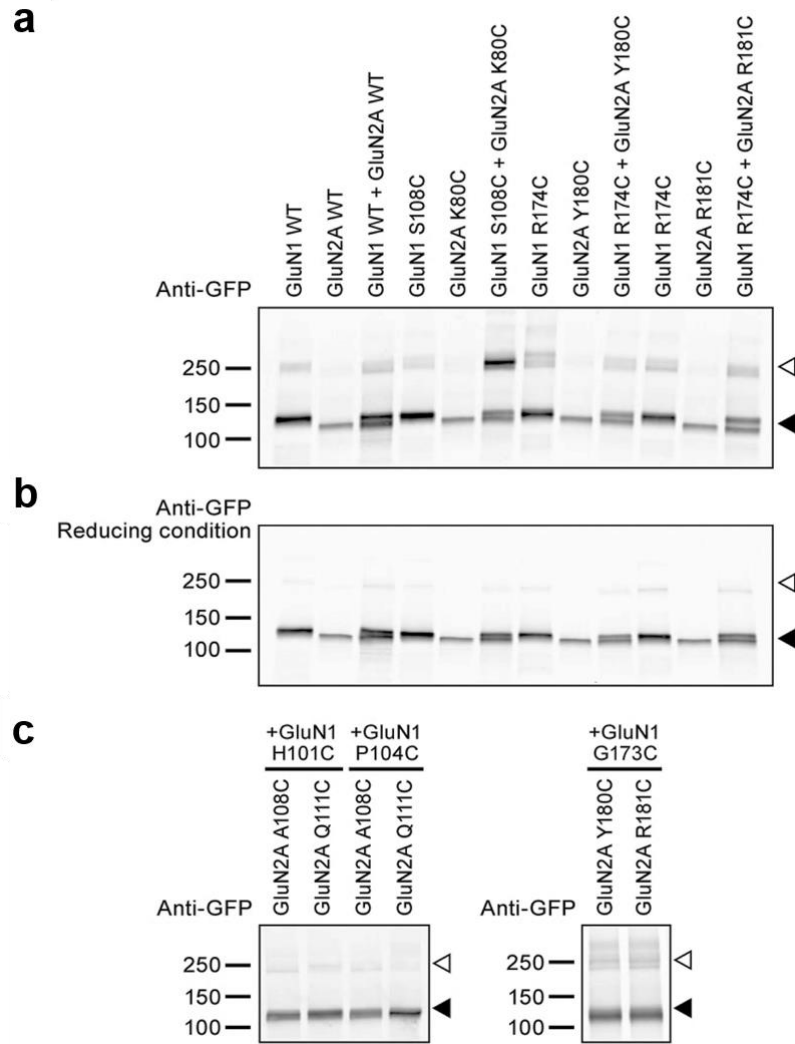 a
GluN1 WT
GluN2A WT
GluN1 WT + GluN2A WT
GluN1 S108C
GluN2A K80C
GluN1 S108C + GluN2A K80C
GluN1 R174C
GluN2A Y180C
GluN1 R174C + GluN2A Y180C
GluN1 R174C
GluN2A R181C
GluN1 R174C + GluN2A R181C
Anti-GFP
250
150
100
b
Anti-GFP
Reducing condition
250
150
100
c
+GluN1
H101C
+GluN1
P104C
GluN2A A108C
GluN2A Q111C
GluN2A A108C
GluN2A Q111C
Anti-GFP
250
150
100
+GluN1
G173C
GluN2A Y180C
GluN2A R181C
Anti-GFP
250
150
100